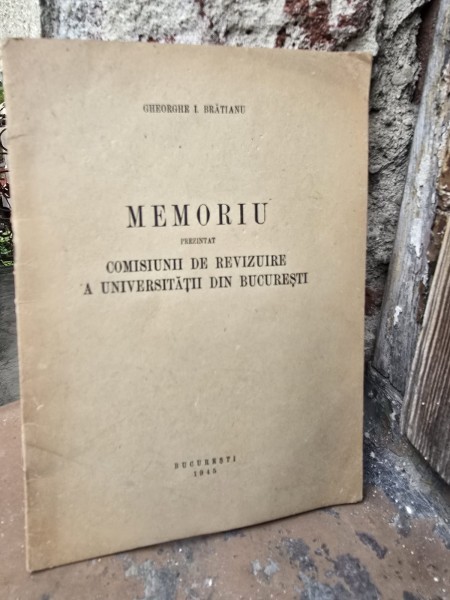 GHEORGHE I. BRĂTIANU
MEMORIU
PREZINTAT
COMISIUNII DE REVIZUIRE
A UNIVERSITĂȚII DIN BUCUREȘTI
BUCUREȘTI
1945